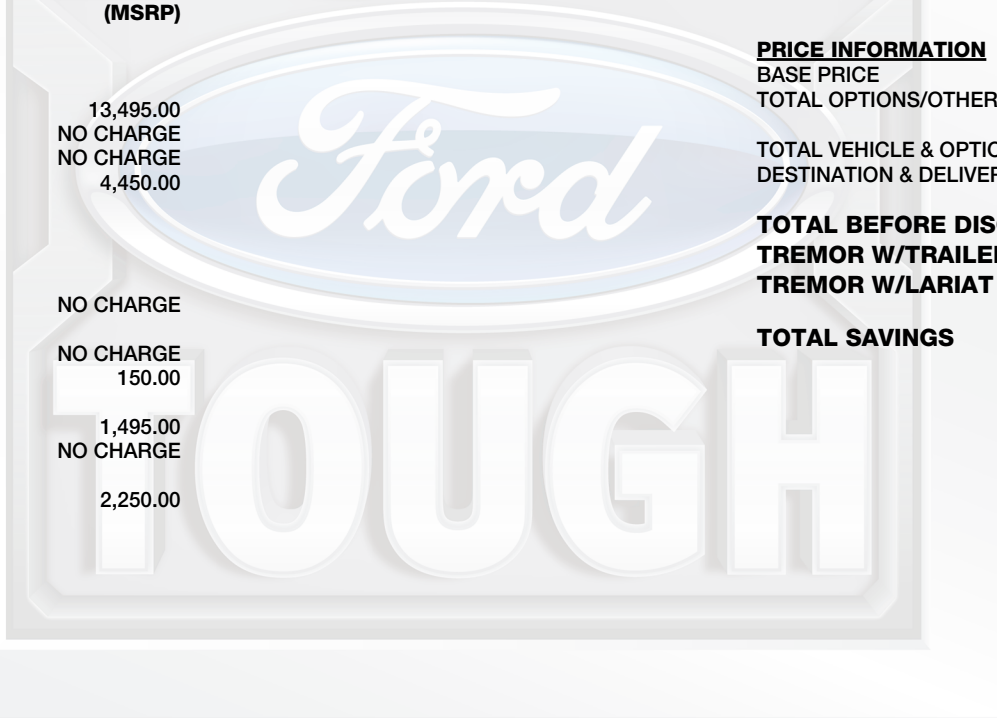 (MSRP)
13,495.00
NO CHARGE
NO CHARGE
4,450.00
NO CHARGE
NO CHARGE
150.00
1,495.00
NO CHARGE
2,250.00
PRICE INFORMATION
BASE PRICE
TOTAL OPTIONS/OTHER
TOTAL VEHICLE & OPTIO
DESTINATION & DELIVER
TOTAL BEFORE DIS
TREMOR W/TRAILE
TREMOR W/LARIAT
TOTAL SAVINGS
Ford
TOUGH